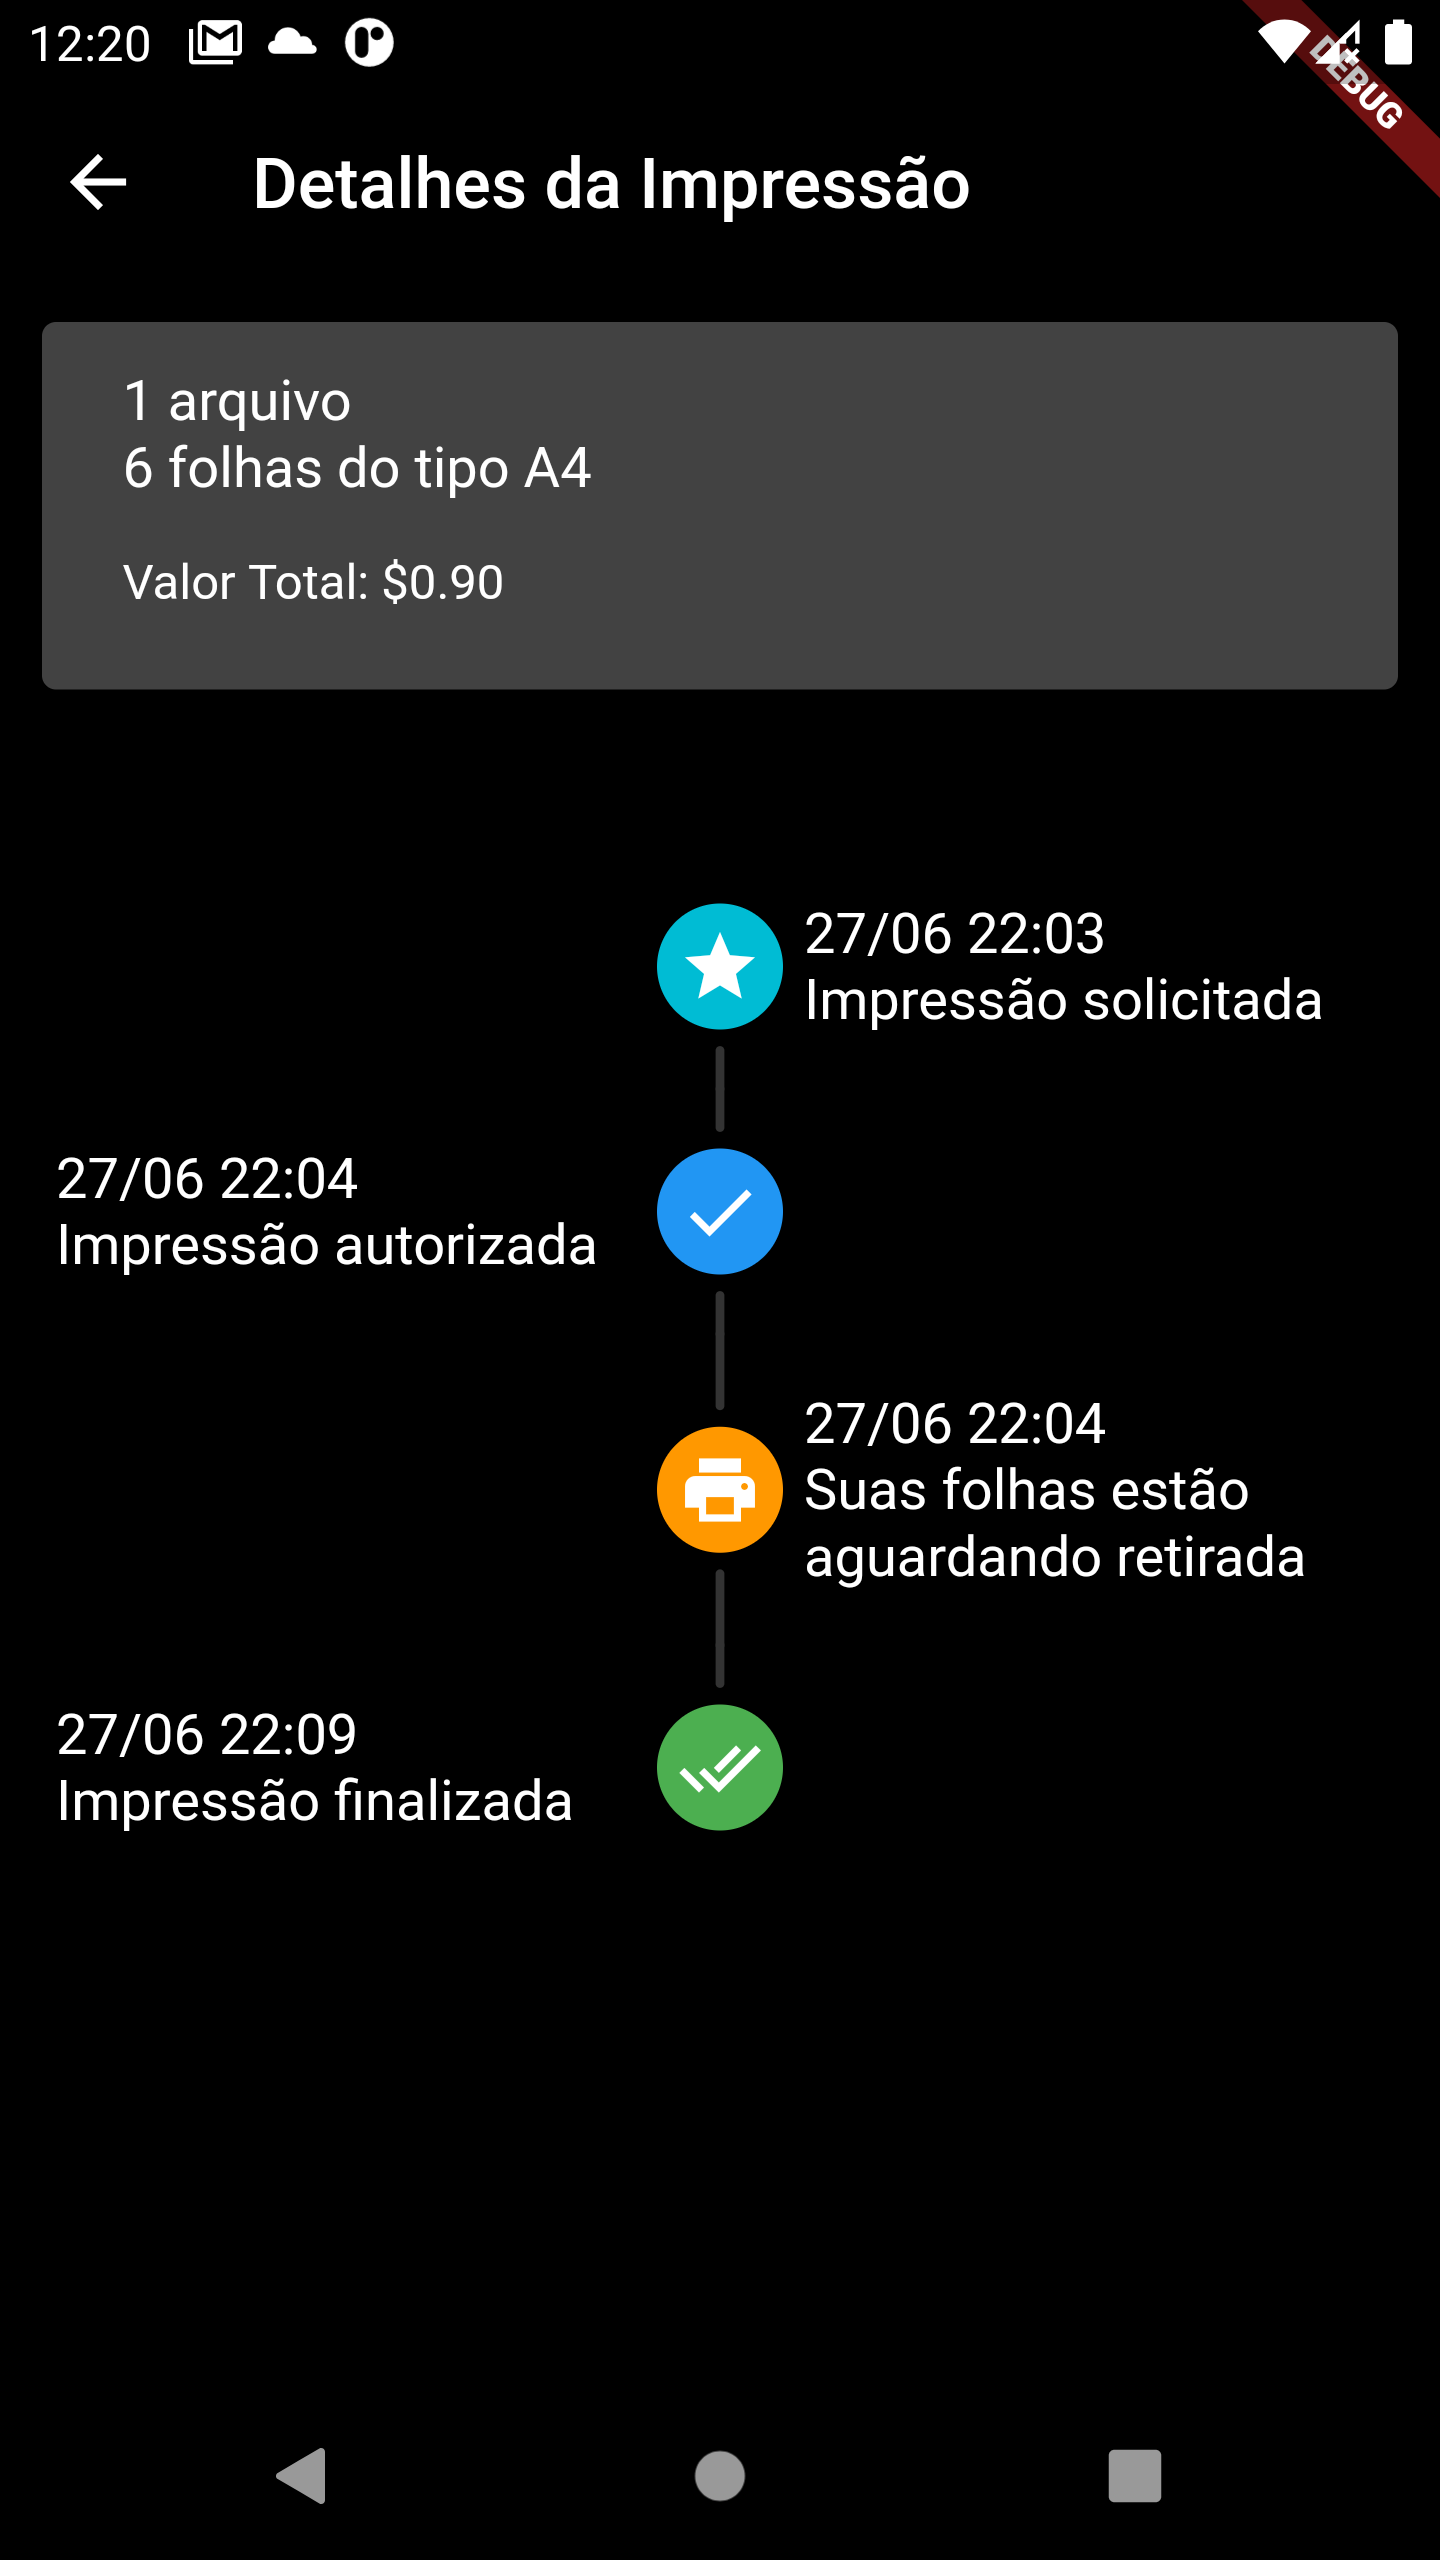 12:20
DEBUG
Detalhes da Impressão
1 arquivo
6 folhas do tipo A4
Valor Total: $0.90
27/06 22:03
Impressão solicitada
27/06 22:04
Impressão autorizada
27/06 22:04
Suas folhas estão
aguardando retirada
27/06 22:09
Impressão finalizada